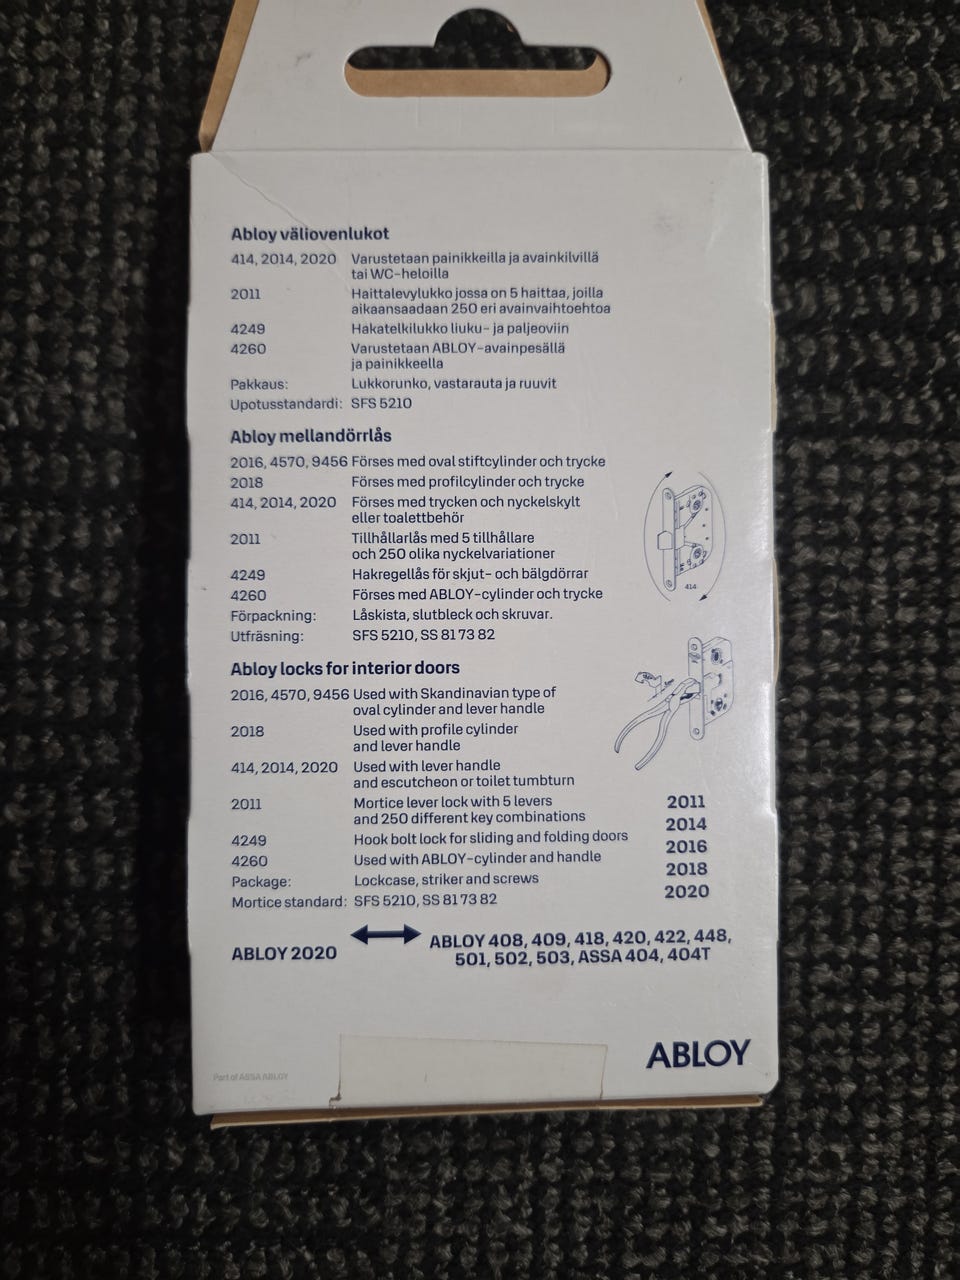 Abloy väliovenlukot
414, 2014, 2020 Varustetaan painikkeilla ja avainkilvillä
tai WC-heloilla
2011 Haittalevylukko jossa on 5 haittaa, joilla
aikaansaadaan 250 eri avainvaihtoehtoa
4249 Hakatelkilukko liuku- ja paljeoviin
4260 Varustetaan ABLOY-avainpesällä
ja painikkeella
Pakkaus: Lukkorunko, vastarauta ja ruuvit
Upotusstandardi: SFS 5210
Abloy mellandörrlås
2016, 4570, 9456 Förses med oval stiftcylinder och trycke
2018 Förses med profilcylinder och trycke
414, 2014, 2020 Förses med trycken och nyckelskylt
eller toalettbehör
2011 Tillhållarlås med 5 tillhållare
och 250 olika nyckelvariationer
4249 Hakregellås för skjut- och bälgdörrar
4260 Förses med ABLOY-cylinder och trycke
Förpackning: Låskista, slutbleck och skruvar.
Utfräsning: SFS 5210, SS 81 73 82
414
Abloy locks for interior doors
2016, 4570, 9456 Used with Skandinavian type of
oval cylinder and lever handle
2018 Used with profile cylinder
and lever handle
414, 2014, 2020 Used with lever handle
and escutcheon or toilet tumbturn
2011 Mortice lever lock with 5 levers
and 250 different key combinations
4249 Hook bolt lock for sliding and folding doors
4260 Used with ABLOY-cylinder and handle
Package: Lockcase, striker and screws
Mortice standard: SFS 5210, SS 81 73 82
2011
2014
2016
2018
2020
ABLOY 2020 ABLOY 408, 409, 418, 420, 422, 448,
501, 502, 503, ASSA 404, 404T
ABLOY
Part of ASSA ABLOY